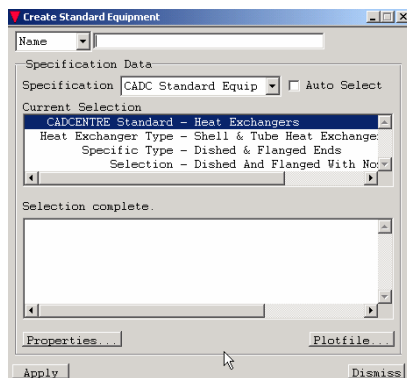 Create Standard Equipment
Name
Specification Data
Specification CADC Standard Equip Auto Select
Current Selection
CADCENTRE Standard - Heat Exchangers
Heat Exchanger Type - Shell & Tube Heat Exchange
Specific Type - Dished & Flanged Ends
Selection - Dished And Flanged With No
Selection complete.
Properties... Plotfile...
Apply Dismiss